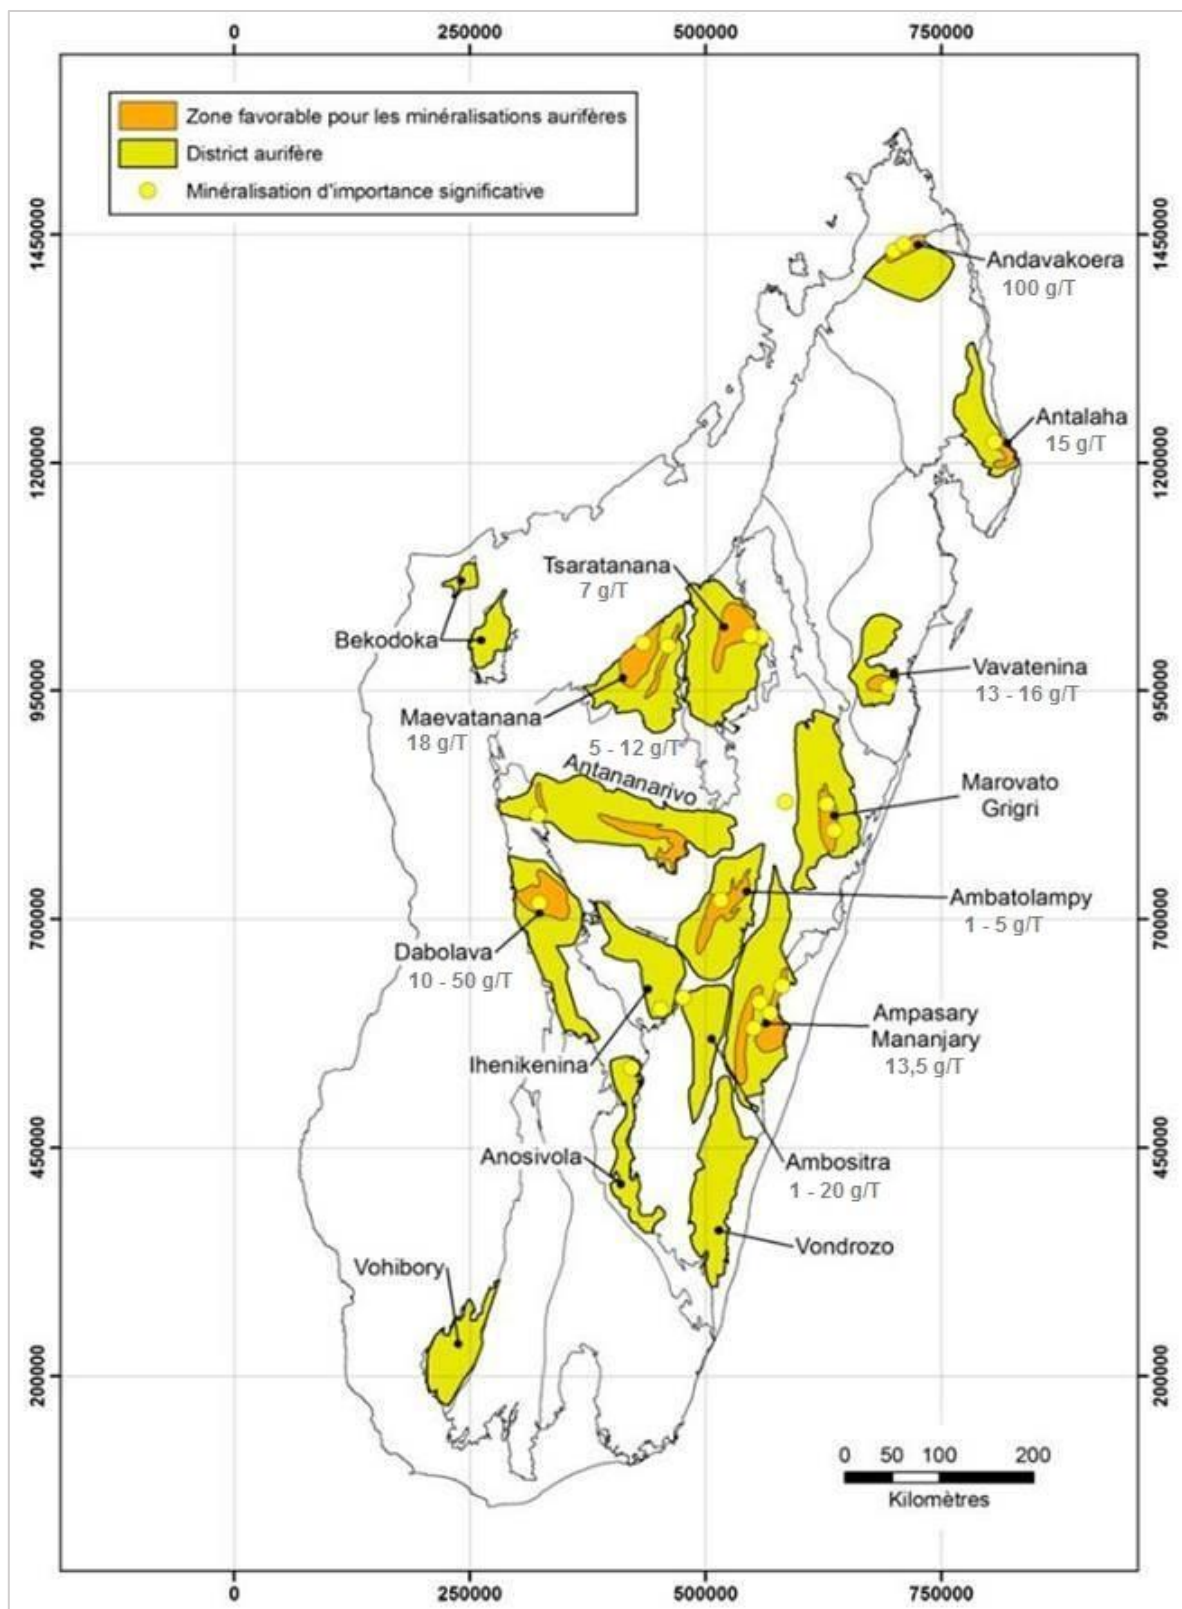 0 250000 500000 750000
Zone favorable pour les minéralisations aurifères
District aurifère
Minéralisation d'importance significative
1450000
1450000
Andavakoera
100 g/T
Antalaha
15 g/T
1200000
1200000
Tsaratanana
7 g/T
Bekodoka
Vavatenina
13 - 16 g/T
950000
950000
Maevatanana
18 g/T
5 - 12 g/T
Antananarivo
Marovato
Grigri
Ambatolampy
1 - 5 g/T
700000
700000
Dabolava
10 - 50 g/T
Ampasary
Mananjary
13,5 g/T
Ihenikenina
Anosivola
450000
450000
Ambositra
1 - 20 g/T
Vondrozo
Vohibory
200000
200000
0 50 100 200
Kilomètres
0 250000 500000 750000